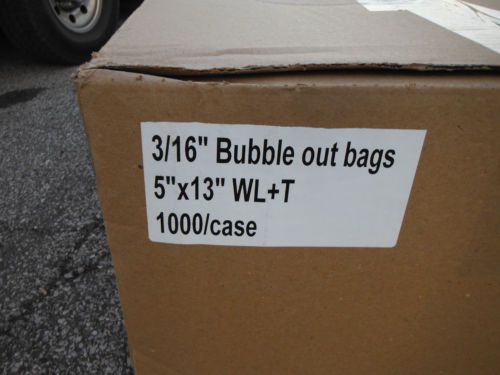 3/16" Bubble out bags
5"x13" WL+T
1000/case